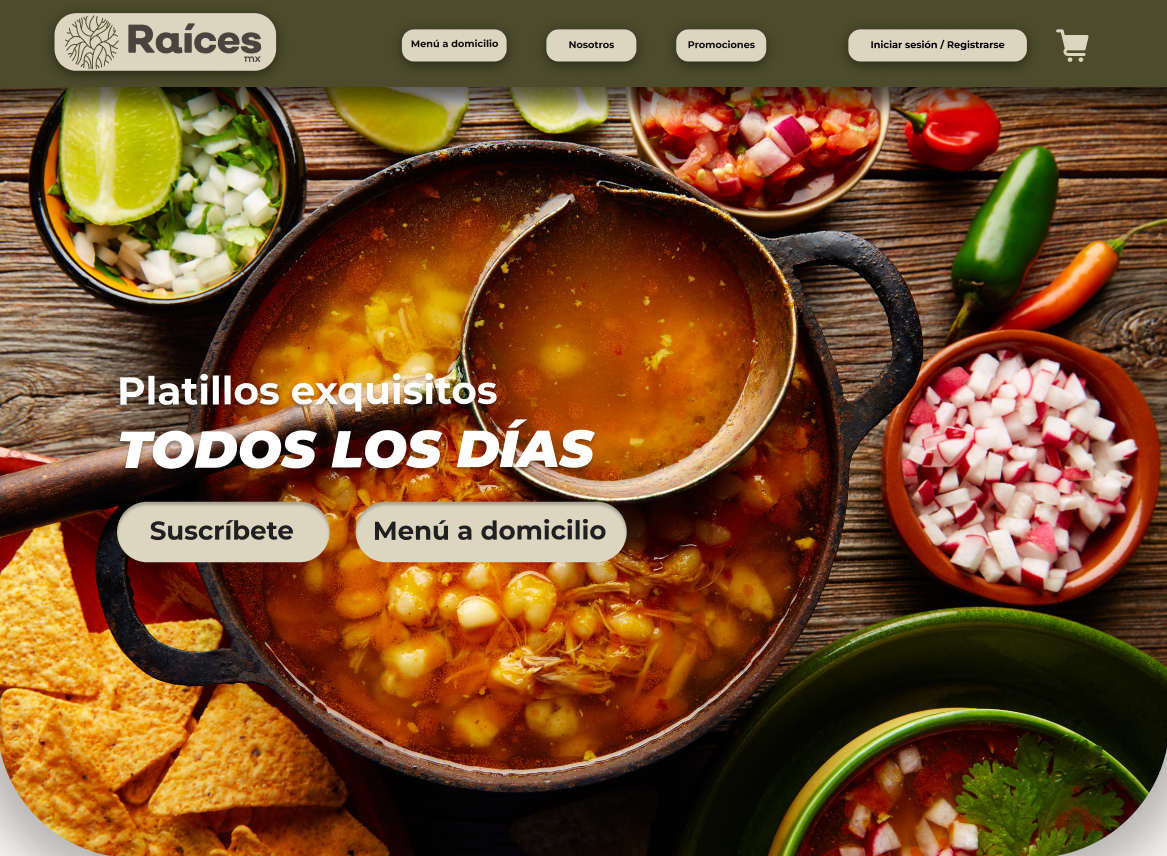 Raíces
mx
Menú a domicilio
Nosotros
Promociones
Iniciar sesión / Registrarse
Platillos exquisitos
TODOS LOS DÍAS
Suscríbete
Menú a domicilio